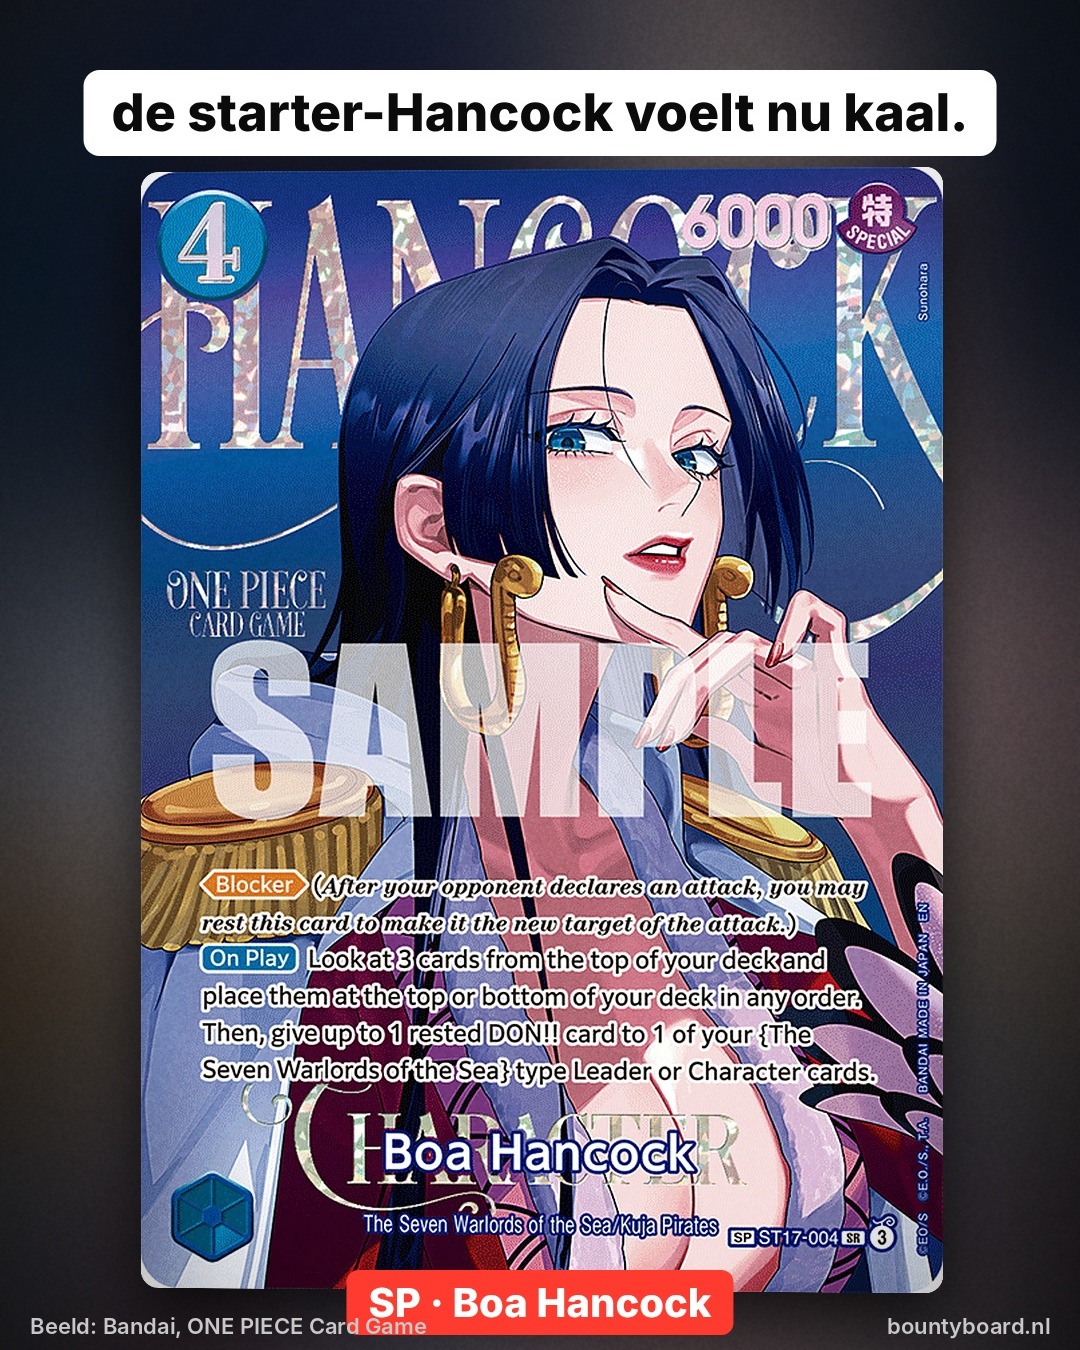 de starter-Hancock voelt nu kaal.
HANCOCK
4
6000
特
SPECIAL
Sunohara
ONE PIECE
CARD GAME
SAMPLE
Blocker (After your opponent declares an attack, you may
rest this card to make it the new target of the attack.)
On Play Look at 3 cards from the top of your deck and
place them at the top or bottom of your deck in any order.
Then, give up to 1 rested DON!! card to 1 of your {The
Seven Warlords of the Sea} type Leader or Character cards.
CHARACTER
Boa Hancock
The Seven Warlords of the Sea/Kuja Pirates
SP ST17-004 SR 3
©E.O./S., T.A. BANDAI MADE IN JAPAN EN
©EO/S
SP · Boa Hancock
Beeld: Bandai, ONE PIECE Card Game
bountyboard.nl